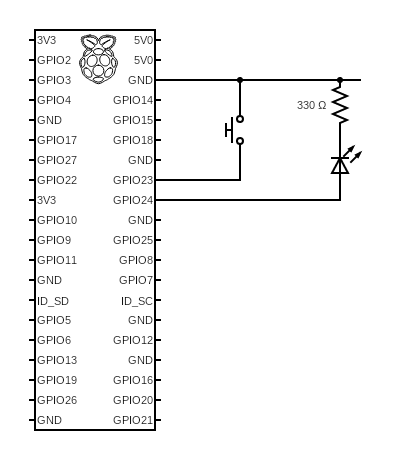 3V3 5V0
GPIO2 5V0
GPIO3 GND
GPIO4 GPIO14
GND GPIO15
GPIO17 GPIO18
GPIO27 GND
GPIO22 GPIO23
3V3 GPIO24
GPIO10 GND
GPIO9 GPIO25
GPIO11 GPIO8
GND GPIO7
ID_SD ID_SC
GPIO5 GND
GPIO6 GPIO12
GPIO13 GND
GPIO19 GPIO16
GPIO26 GPIO20
GND GPIO21
330 Ω